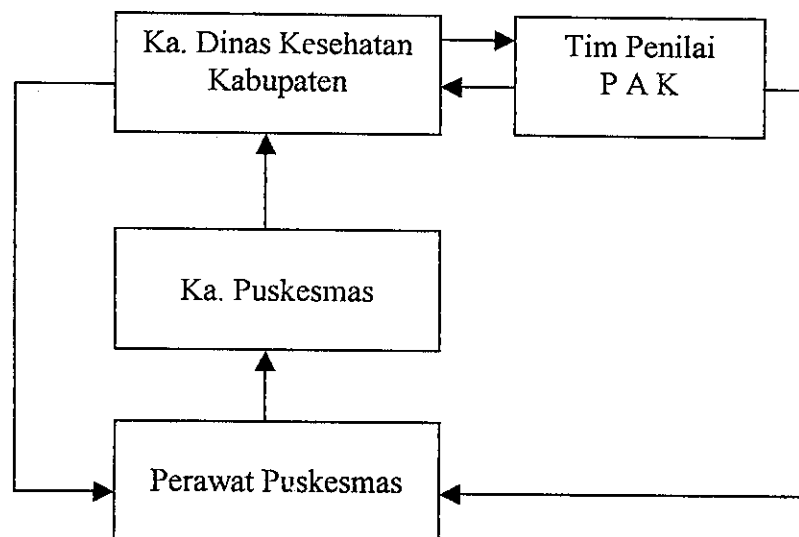 Ka. Dinas Kesehatan
Kabupaten
Tim Penilai
P A K
Ka. Puskesmas
Perawat Puskesmas